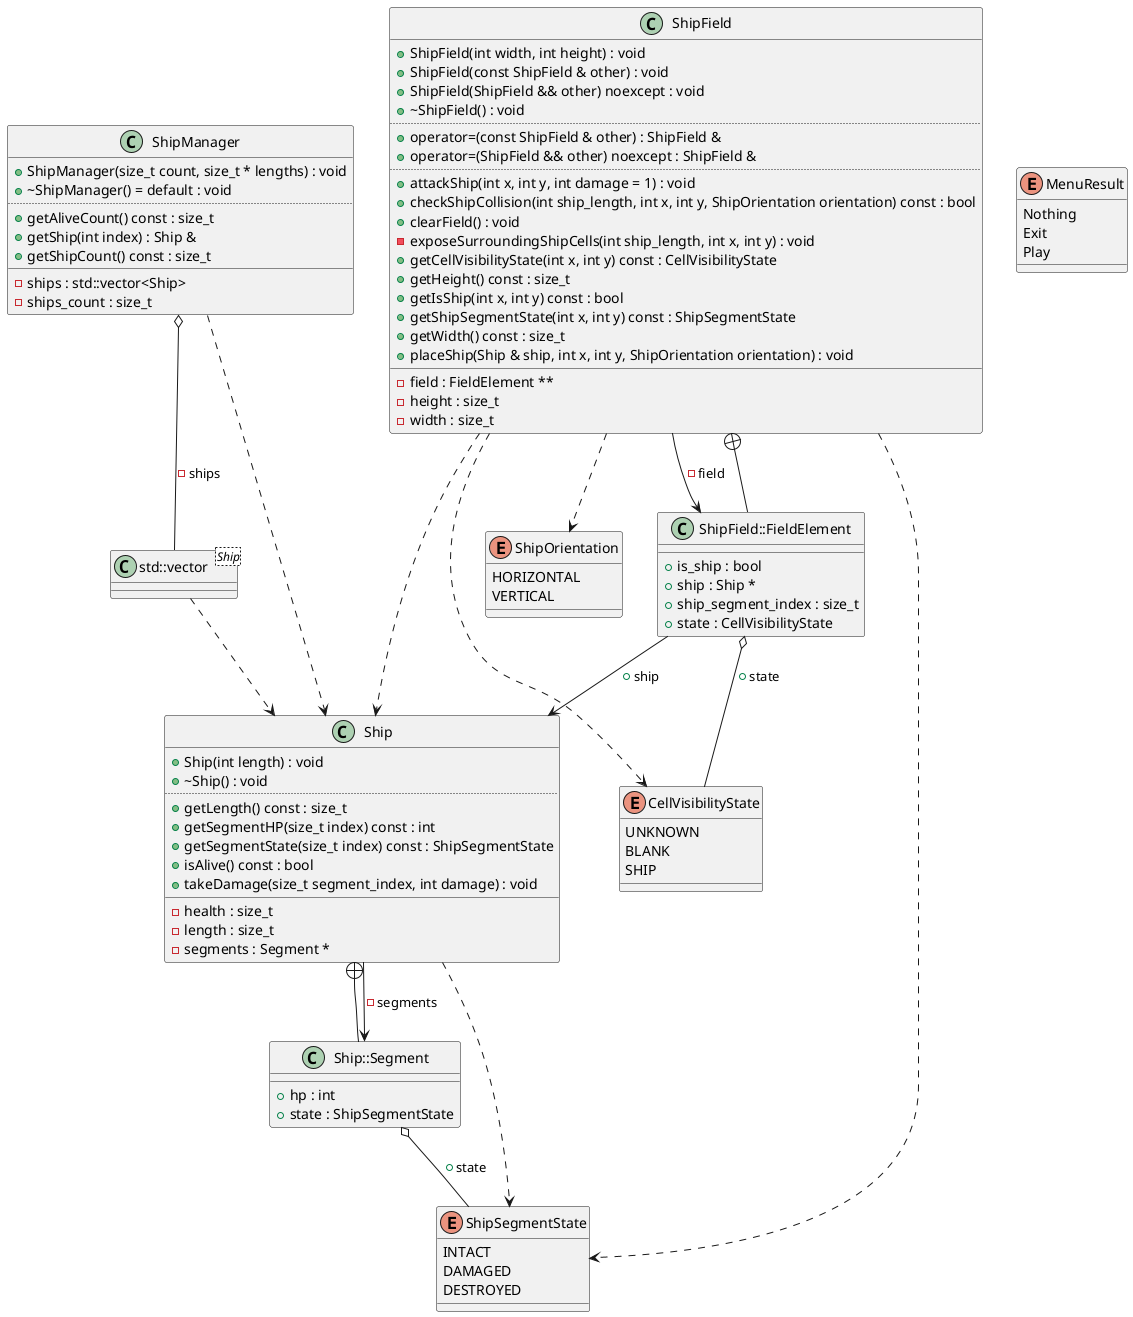 ShipField
ShipField(int width, int height) : void
ShipField(const ShipField & other) : void
ShipField(ShipField && other) noexcept : void
~ShipField() : void
operator=(const ShipField & other) : ShipField &
operator=(ShipField && other) noexcept : ShipField &
attackShip(int x, int y, int damage = 1) : void
checkShipCollision(int ship_length, int x, int y, ShipOrientation orientation) const : bool
clearField() : void
exposeSurroundingShipCells(int ship_length, int x, int y) : void
getCellVisibilityState(int x, int y) const : CellVisibilityState
getHeight() const : size_t
getIsShip(int x, int y) const : bool
getShipSegmentState(int x, int y) const : ShipSegmentState
getWidth() const : size_t
placeShip(Ship & ship, int x, int y, ShipOrientation orientation) : void
field : FieldElement **
height : size_t
width : size_t
ShipManager
ShipManager(size_t count, size_t * lengths) : void
~ShipManager() = default : void
getAliveCount() const : size_t
getShip(int index) : Ship &
getShipCount() const : size_t
ships : std::vector<Ship>
ships_count : size_t
MenuResult
Nothing
Exit
Play
ships
field
std::vector
Ship
ShipOrientation
HORIZONTAL
VERTICAL
ShipField::FieldElement
is_ship : bool
ship : Ship *
ship_segment_index : size_t
state : CellVisibilityState
ship
state
Ship
Ship(int length) : void
~Ship() : void
getLength() const : size_t
getSegmentHP(size_t index) const : int
getSegmentState(size_t index) const : ShipSegmentState
isAlive() const : bool
takeDamage(size_t segment_index, int damage) : void
health : size_t
length : size_t
segments : Segment *
CellVisibilityState
UNKNOWN
BLANK
SHIP
segments
Ship::Segment
hp : int
state : ShipSegmentState
state
ShipSegmentState
INTACT
DAMAGED
DESTROYED